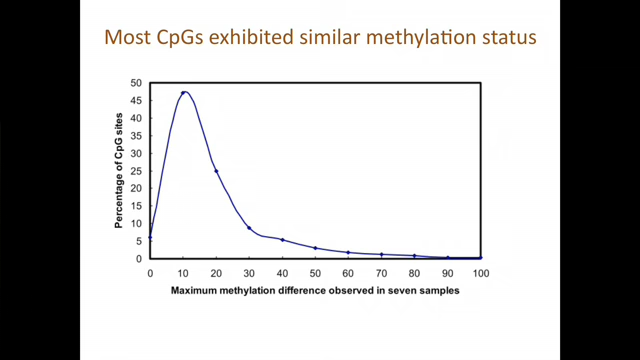 Most CpGs exhibited similar methylation status
50
45
40
35
30
25
20
15
10
5
0
Percentage of CpG sites
0 10 20 30 40 50 60 70 80 90 100
Maximum methylation difference observed in seven samples